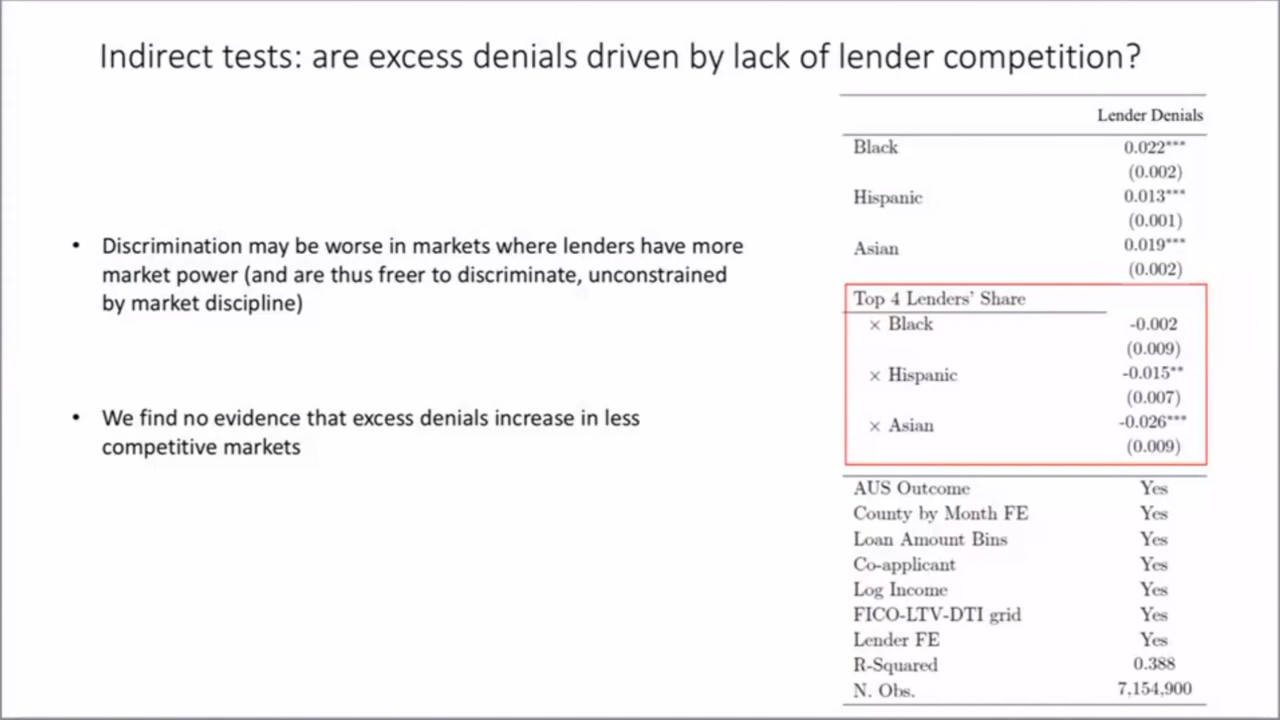 Indirect tests: are excess denials driven by lack of lender competition?
• Discrimination may be worse in markets where lenders have more
market power (and are thus freer to discriminate, unconstrained
by market discipline)
• We find no evidence that excess denials increase in less
competitive markets
Lender Denials
Black 0.022***
(0.002)
Hispanic 0.013***
(0.001)
Asian 0.019***
(0.002)
Top 4 Lenders' Share
× Black -0.002
(0.009)
× Hispanic -0.015**
(0.007)
× Asian -0.026***
(0.009)
AUS Outcome Yes
County by Month FE Yes
Loan Amount Bins Yes
Co-applicant Yes
Log Income Yes
FICO-LTV-DTI grid Yes
Lender FE Yes
R-Squared 0.388
N. Obs. 7,154,900